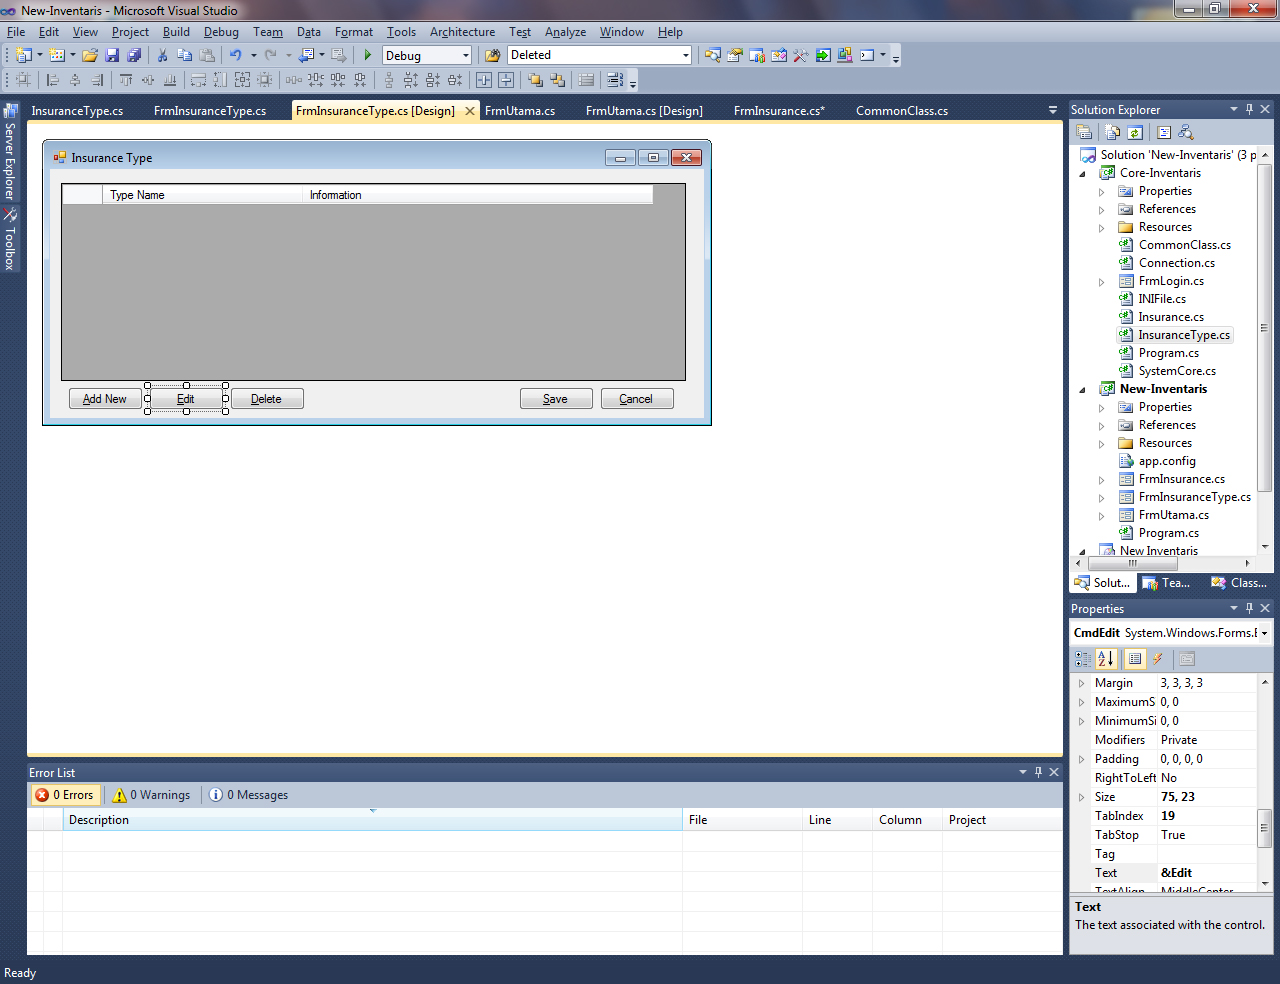 New-Inventaris - Microsoft Visual Studio
File Edit View Project Build Debug Team Data Format Tools Architecture Test Analyze Window Help
Debug Deleted
InsuranceType.cs FrmInsuranceType.cs FrmInsuranceType.cs [Design] FrmUtama.cs FrmUtama.cs [Design] FrmInsurance.cs* CommonClass.cs
Server Explorer
Toolbox
Insurance Type
Type Name Information
Add New Edit Delete Save Cancel
Solution Explorer
Solution 'New-Inventaris' (3 p
Core-Inventaris
Properties
References
Resources
CommonClass.cs
Connection.cs
FrmLogin.cs
INIFile.cs
Insurance.cs
InsuranceType.cs
Program.cs
SystemCore.cs
New-Inventaris
Properties
References
Resources
app.config
FrmInsurance.cs
FrmInsuranceType.cs
FrmUtama.cs
Program.cs
New Inventaris
Solut... Tea... Class...
Properties
CmdEdit System.Windows.Forms.E
Margin 3, 3, 3, 3
MaximumS 0, 0
MinimumSi 0, 0
Modifiers Private
Padding 0, 0, 0, 0
RightToLeft No
Size 75, 23
TabIndex 19
TabStop True
Tag
Text &Edit
TextAlign MiddleCenter
Text
The text associated with the control.
Error List
0 Errors 0 Warnings 0 Messages
Description File Line Column Project
Ready